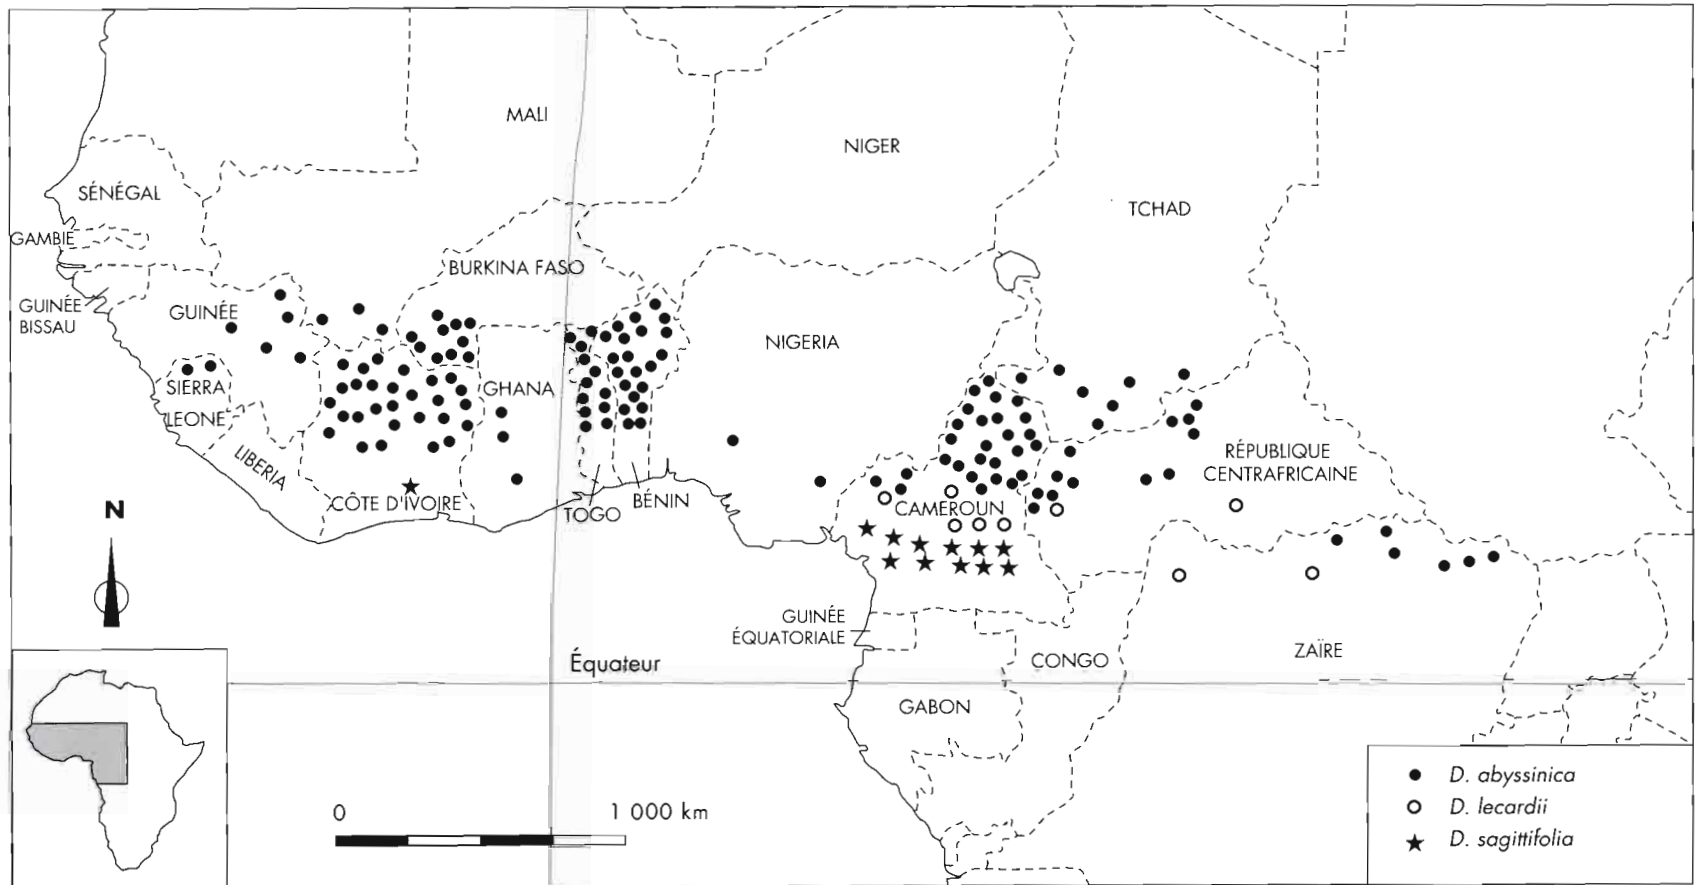 MALI
NIGER
SÉNÉGAL
TCHAD
GAMBIE
BURKINA FASO
GUINÉE
BISSAU
GUINÉE
NIGERIA
SIERRA
LEONE
GHANA
LIBERIA
RÉPUBLIQUE
CENTRAFRICAINE
CÔTE D'IVOIRE
TOGO
BÉNIN
CAMEROUN
N
GUINÉE
ÉQUATORIALE
Équateur
CONGO
ZAÏRE
GABON
0 1 000 km
D. abyssinica
D. lecardii
D. sagittifolia